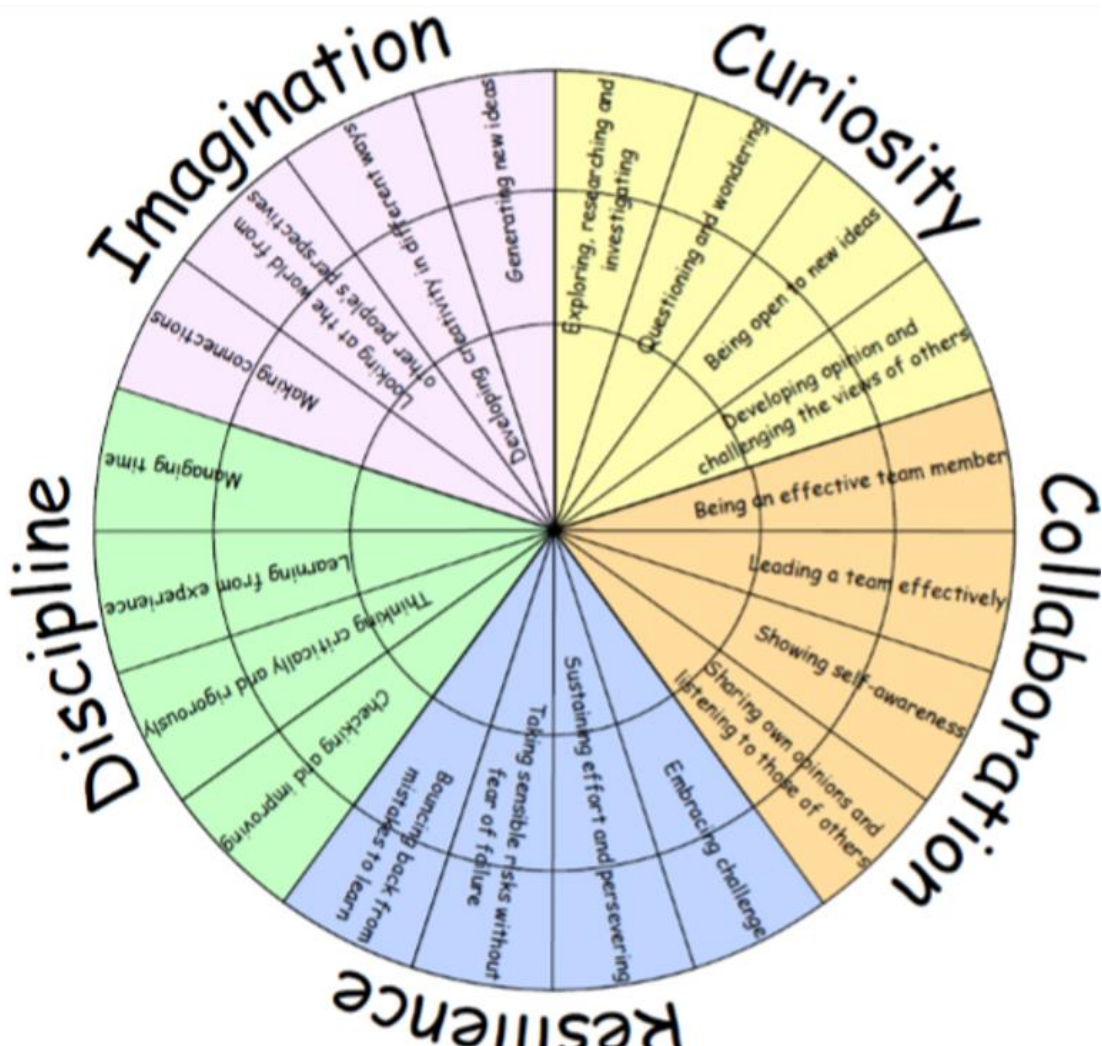 Curiosity
Exploring, researching and
investigating
Questioning and wondering
Being open to new ideas
Developing opinion and
challenging the views of others
Collaboration
Being an effective team member
Leading a team effectively
Showing self-awareness
Sharing own opinions and
listening to those of others
Resilience
Embracing challenge
Sustaining effort and persevering
Taking sensible risks without
fear of failure
Bouncing back from
mistakes to learn
Discipline
Checking and improving
Thinking critically and rigorously
Learning from experience
Managing time
Imagination
Making connections
Looking at the world from
other people's perspectives
Developing creativity in different ways
Generating new ideas